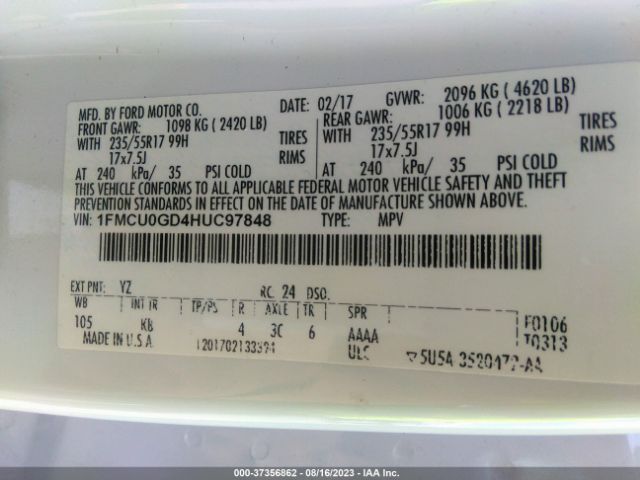 MFD. BY FORD MOTOR CO.
DATE: 02/17 GVWR: 2096 KG ( 4620 LB)
FRONT GAWR: 1098 KG ( 2420 LB) REAR GAWR: 1006 KG ( 2218 LB)
WITH 235/55R17 99H TIRES WITH 235/55R17 99H TIRES
17x7.5J RIMS 17x7.5J RIMS
AT 240 kPa/ 35 PSI COLD AT 240 kPa/ 35 PSI COLD
THIS VEHICLE CONFORMS TO ALL APPLICABLE FEDERAL MOTOR VEHICLE SAFETY AND THEFT
PREVENTION STANDARDS IN EFFECT ON THE DATE OF MANUFACTURE SHOWN ABOVE.
VIN: 1FMCU0GD4HUC97848 TYPE: MPV
EXT PNT: YZ RC: 24 DSO:
WB INT TR TP/PS R AXLE TR SPR
105 KB 4 3C 6 AAAA F0106
MADE IN U.S.A. ULC T0313
000-37356862 / 08/16/2023 - IAA Inc.